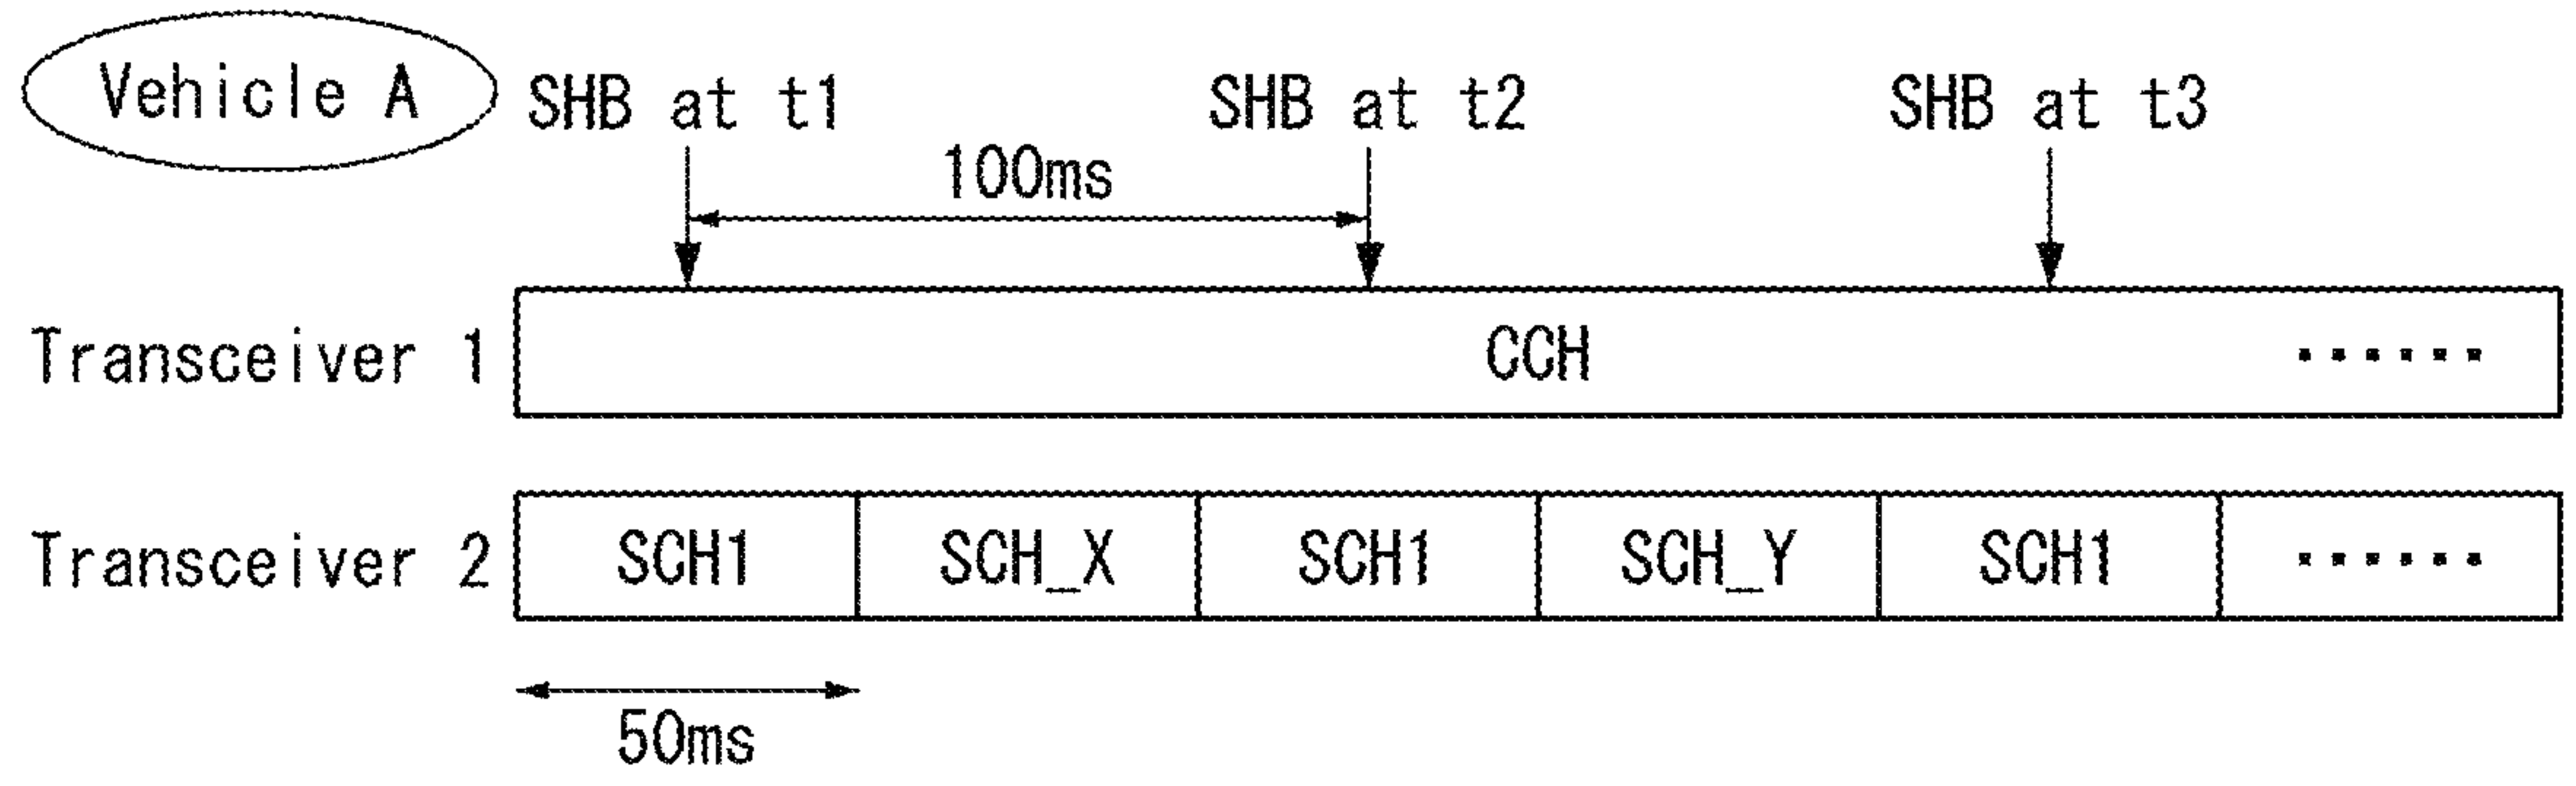 Vehicle A
SHB at t1
SHB at t2
SHB at t3
100ms
Transceiver 1
CCH
......
Transceiver 2
SCH1
SCH_X
SCH1
SCH_Y
SCH1
......
50ms